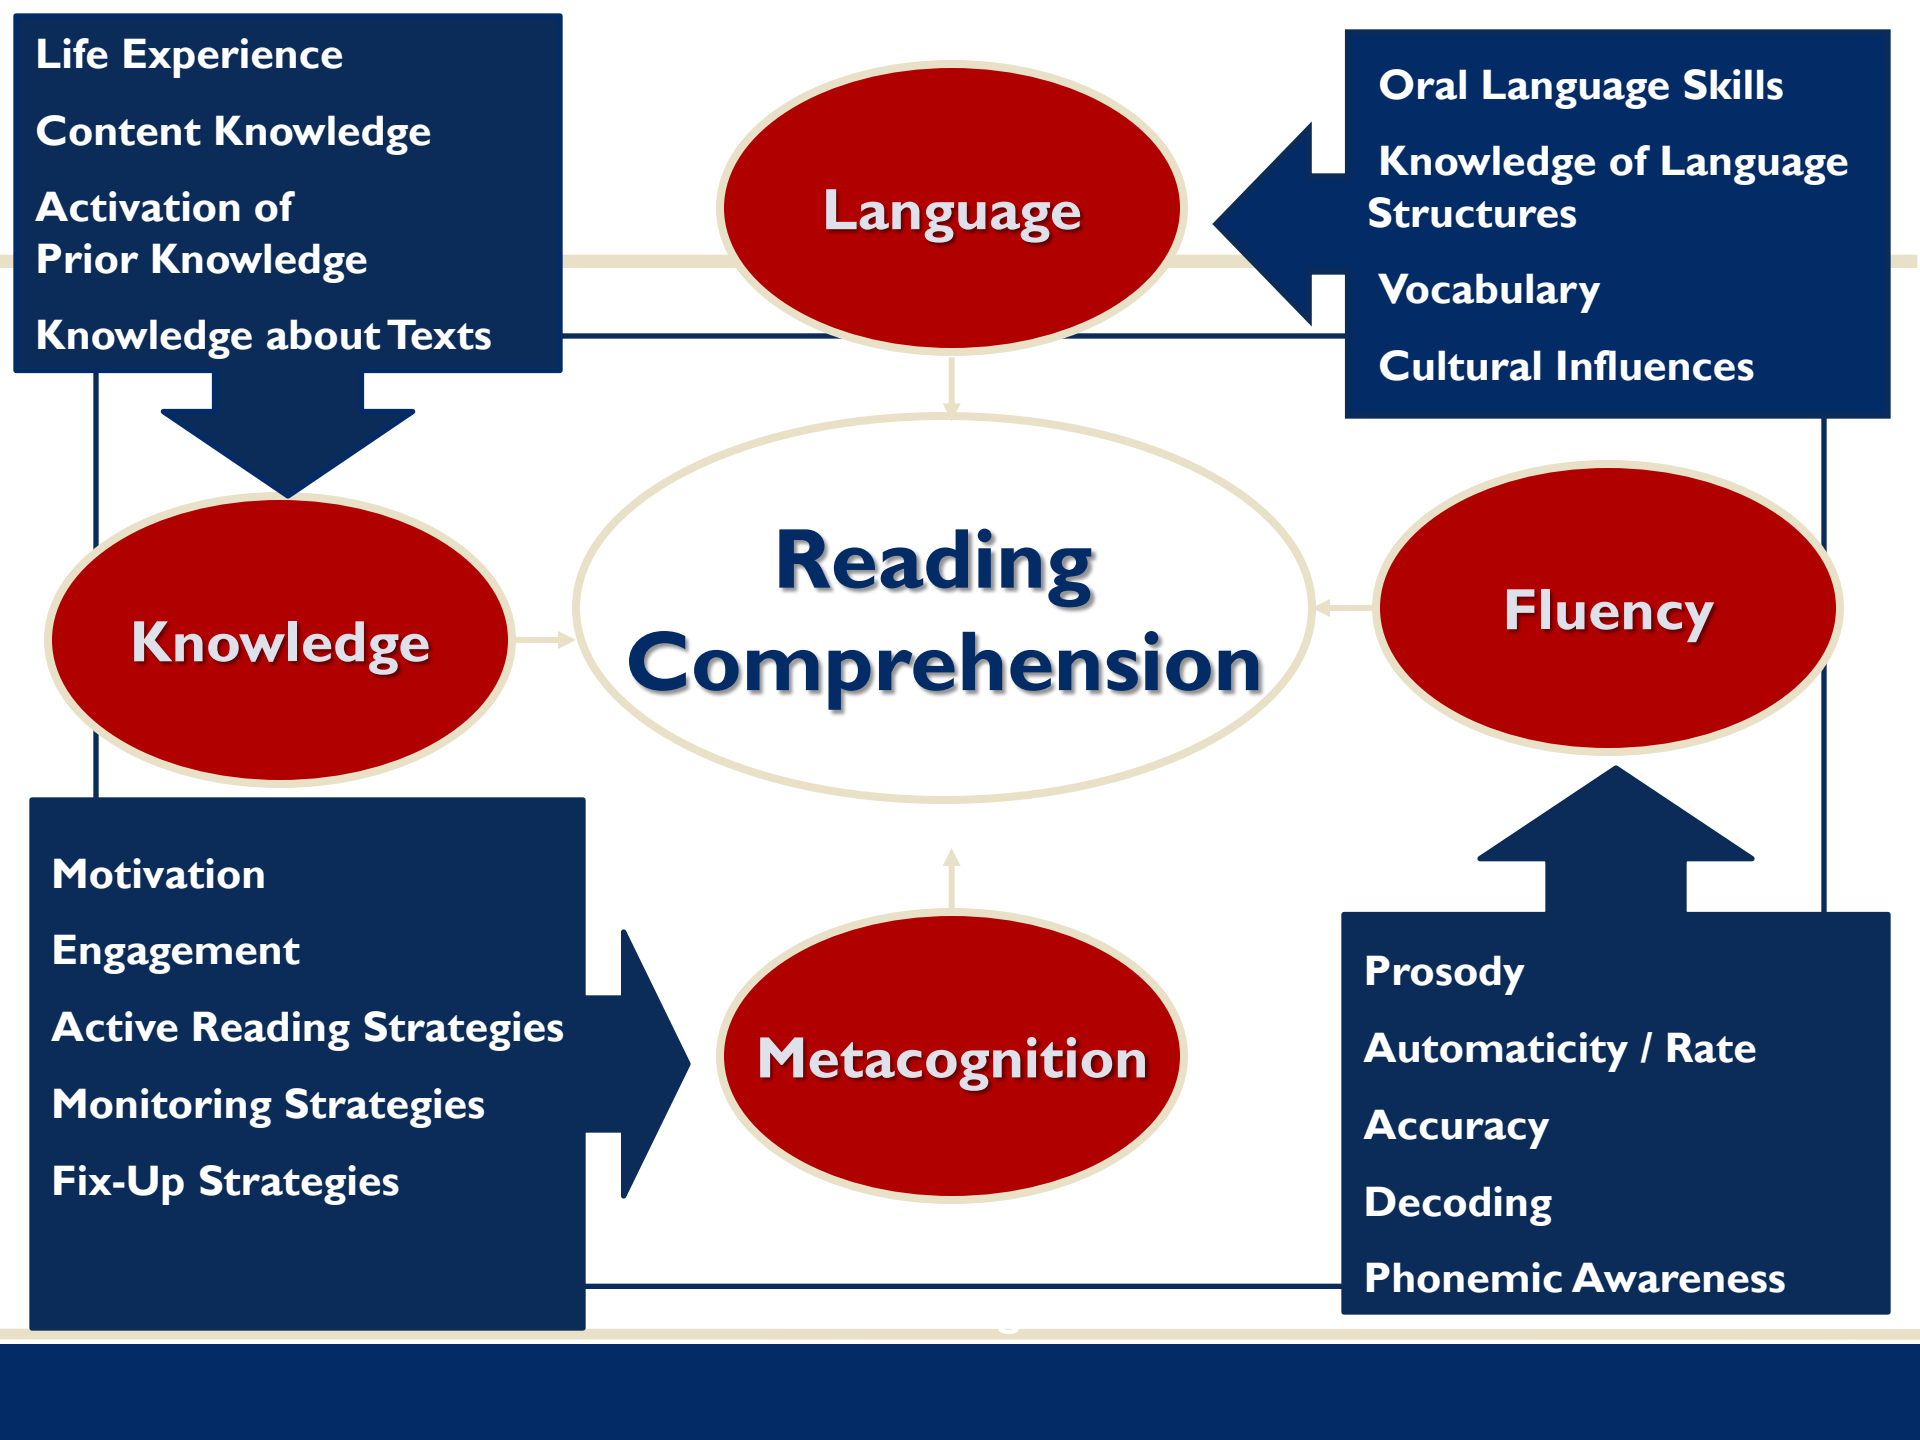 Life Experience
Content Knowledge
Activation of
Prior Knowledge
Knowledge about Texts
Language
Oral Language Skills
Knowledge of Language
Structures
Vocabulary
Cultural Influences
Knowledge
Reading
Comprehension
Fluency
Motivation
Engagement
Active Reading Strategies
Monitoring Strategies
Fix-Up Strategies
Metacognition
Prosody
Automaticity / Rate
Accuracy
Decoding
Phonemic Awareness